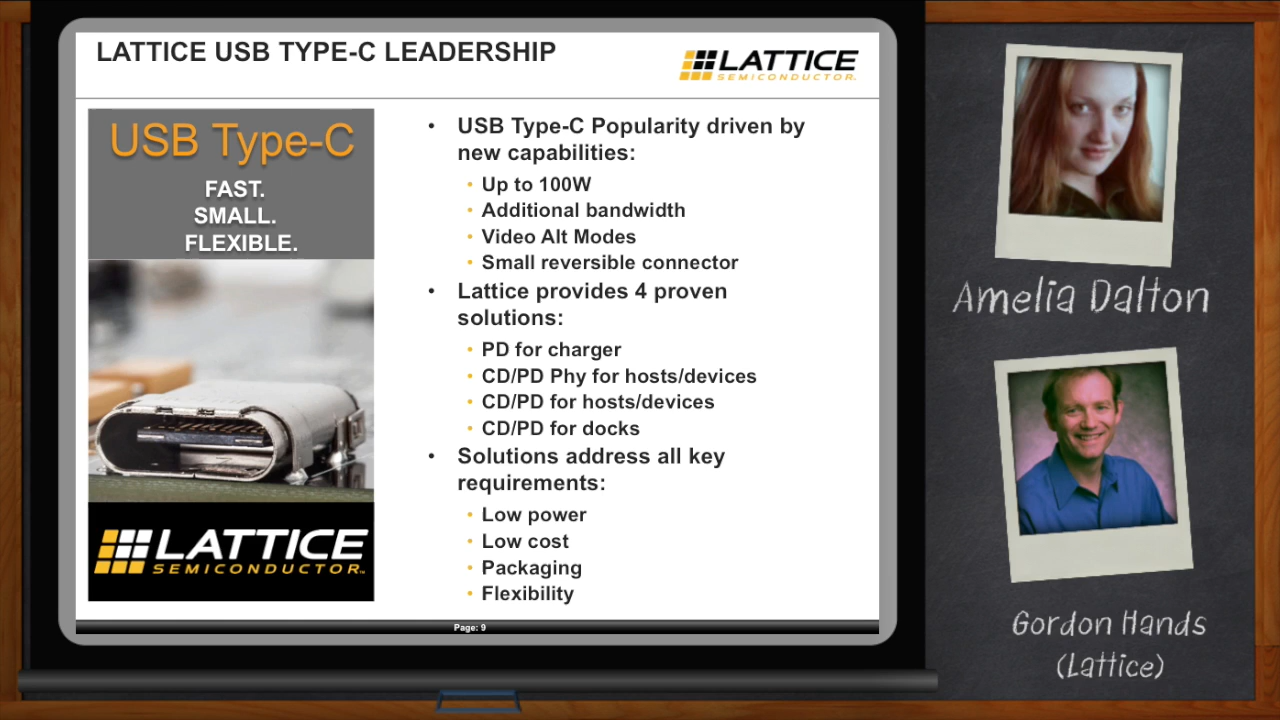 LATTICE USB TYPE-C LEADERSHIP
LATTICE
SEMICONDUCTOR.
USB Type-C
FAST.
SMALL.
FLEXIBLE.
LATTICE
SEMICONDUCTOR™
• USB Type-C Popularity driven by
new capabilities:
• Up to 100W
• Additional bandwidth
• Video Alt Modes
• Small reversible connector
• Lattice provides 4 proven
solutions:
• PD for charger
• CD/PD Phy for hosts/devices
• CD/PD for hosts/devices
• CD/PD for docks
• Solutions address all key
requirements:
• Low power
• Low cost
• Packaging
• Flexibility
Page: 9
Amelia Dalton
Gordon Hands
(Lattice)